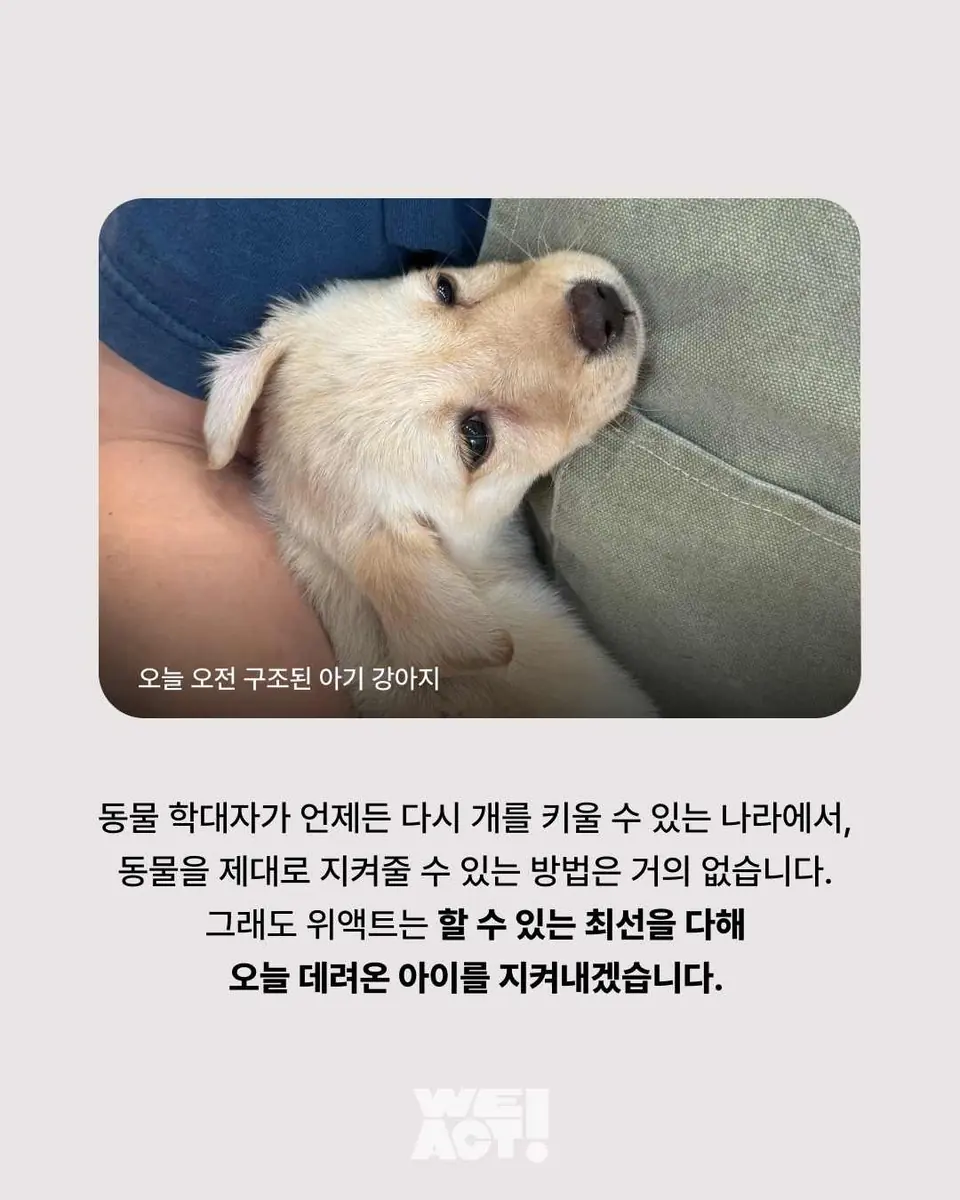 오늘 오전 구조된 아기 강아지
동물 학대자가 언제든 다시 개를 키울 수 있는 나라에서,
동물을 제대로 지켜줄 수 있는 방법은 거의 없습니다.
그래도 위액트는 할 수 있는 최선을 다해
오늘 데려온 아이를 지켜내겠습니다.
WE
ACT!